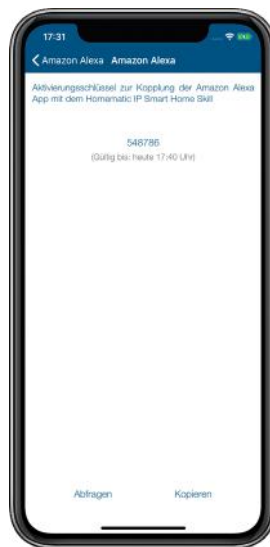 17:31
Amazon Alexa Amazon Alexa
Aktivierungsschlüssel zur Kopplung der Amazon Alexa
App mit dem Homematic IP Smart Home Skill
548786
(Gültig bis: heute 17:40 Uhr)
Abfragen Kopieren